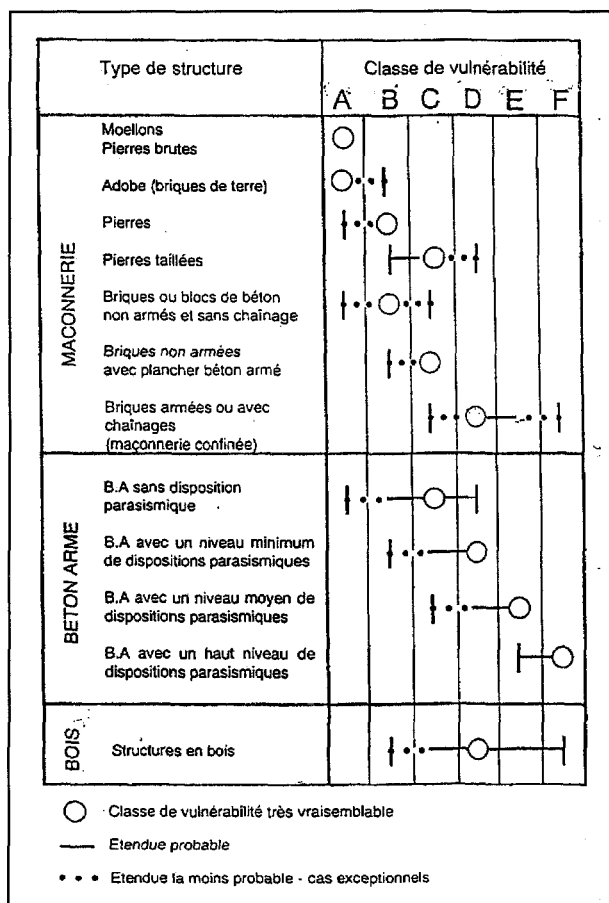 Type de structure
Classe de vulnérabilité
A B C D E F
MAÇONNERIE
Moellons
Pierres brutes
Adobe (briques de terre)
Pierres
Pierres taillées
Briques ou blocs de béton
non armés et sans chaînage
Briques non armées
avec plancher béton armé
Briques armées ou avec
chaînages
(maçonnerie confinée)
BETON ARME
B.A sans disposition
parasismique
B.A avec un niveau minimum
de dispositions parasismiques
B.A avec un niveau moyen de
dispositions parasismiques
B.A avec un haut niveau de
dispositions parasismiques
BOIS
Structures en bois
Classe de vulnérabilité très vraisemblable
Etendue probable
Etendue la moins probable - cas exceptionnels